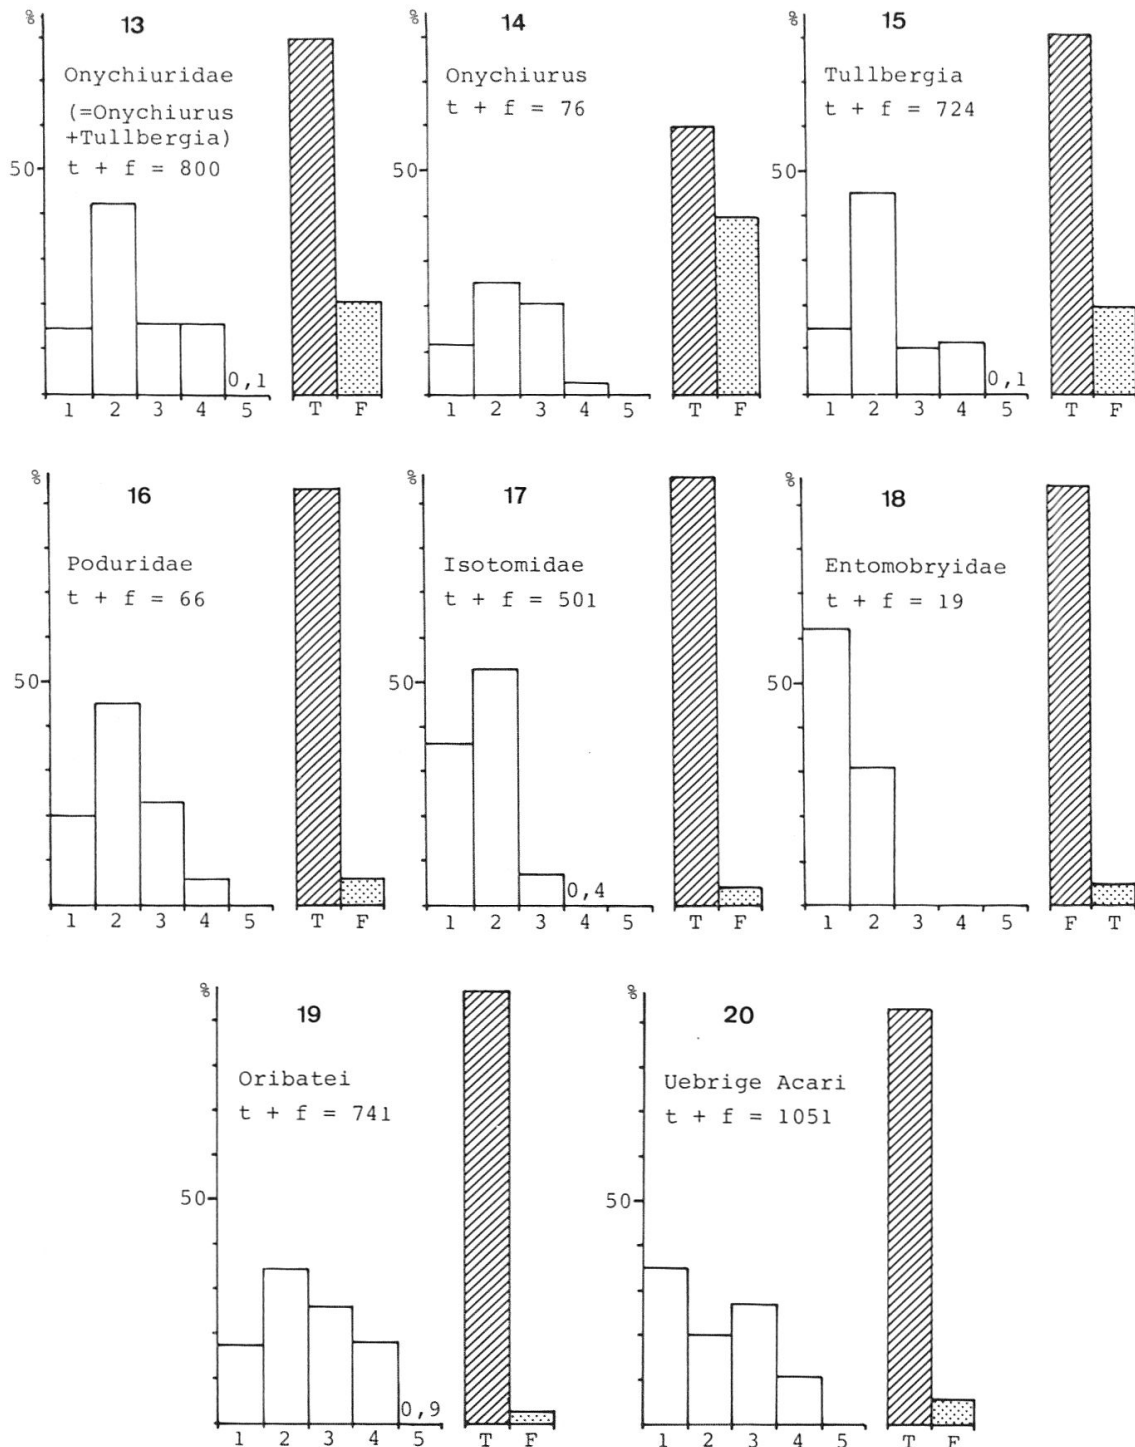 %
13
Onychiuridae
(=Onychiurus
+Tullbergia)
t + f = 800
50
0,1
1 2 3 4 5 T F
%
14
Onychiurus
t + f = 76
50
1 2 3 4 5 T F
%
15
Tullbergia
t + f = 724
50
0,1
1 2 3 4 5 T F
%
16
Poduridae
t + f = 66
50
1 2 3 4 5 T F
%
17
Isotomidae
t + f = 501
50
0,4
1 2 3 4 5 T F
%
18
Entomobryidae
t + f = 19
50
1 2 3 4 5 F T
%
19
Oribatei
t + f = 741
50
0,9
1 2 3 4 5 T F
%
20
Uebrige Acari
t + f = 1051
50
1 2 3 4 5 T F